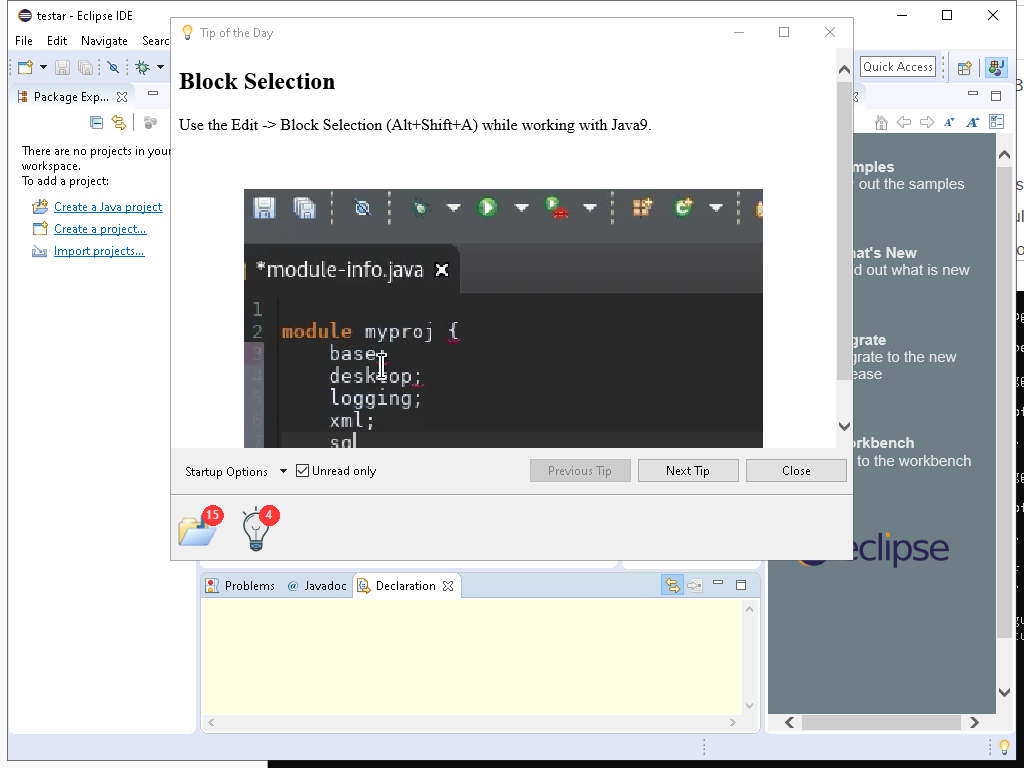 testar - Eclipse IDE
File Edit Navigate Searc
Tip of the Day
Quick Access
Package Exp...
There are no projects in your
workspace.
To add a project:
Create a Java project
Create a project...
Import projects...
Block Selection
Use the Edit -> Block Selection (Alt+Shift+A) while working with Java9.
*module-info.java
1
2 module myproj {
3 base;
desktop;
logging;
xml;
sq
Startup Options
Unread only
Previous Tip
Next Tip
Close
15
4
mples
out the samples
at's New
d out what is new
grate
grate to the new
ease
orkbench
to the workbench
eclipse
Problems
@ Javadoc
Declaration